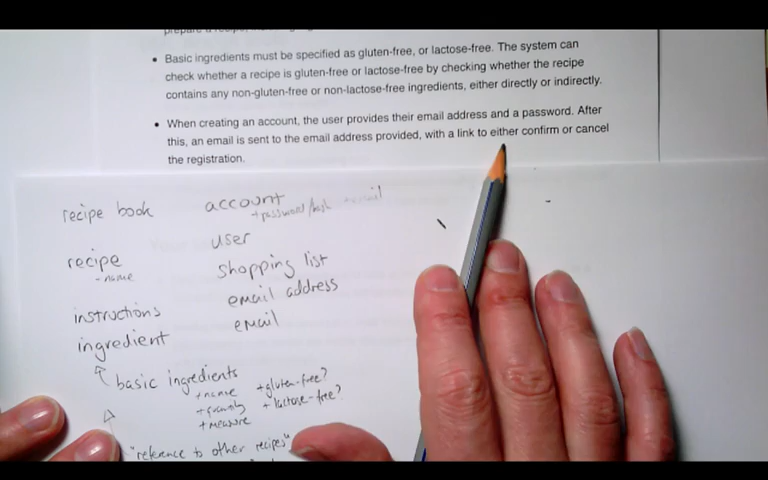 • Basic ingredients must be specified as gluten-free, or lactose-free. The system can
check whether a recipe is gluten-free or lactose-free by checking whether the recipe
contains any non-gluten-free or non-lactose-free ingredients, either directly or indirectly.
• When creating an account, the user provides their email address and a password. After
this, an email is sent to the email address provided, with a link to either confirm or cancel
the registration.
recipe book
account
+password/hash +email
user
recipe
-name
shopping list
email address
instructions
email
ingredient
basic ingredients
+name +gluten-free?
+quantity +lactose-free?
+measure
"reference to other recipes"